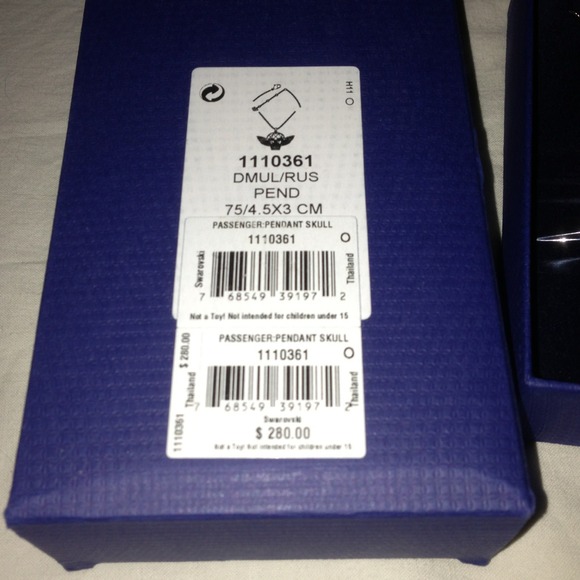 H11 O
1110361
DMUL/RUS
PEND
75/4.5X3 CM
PASSENGER:PENDANT SKULL
1110361 O
Swarovski
Thailand
7 68549 39197 2
Not a Toy! Not intended for children under 15
PASSENGER:PENDANT SKULL
1110361 O
1110361 $ 280.00
Thailand
Thailand
7 68549 39197 2
Swarovski
$ 280.00
Not a Toy! Not intended for children under 15